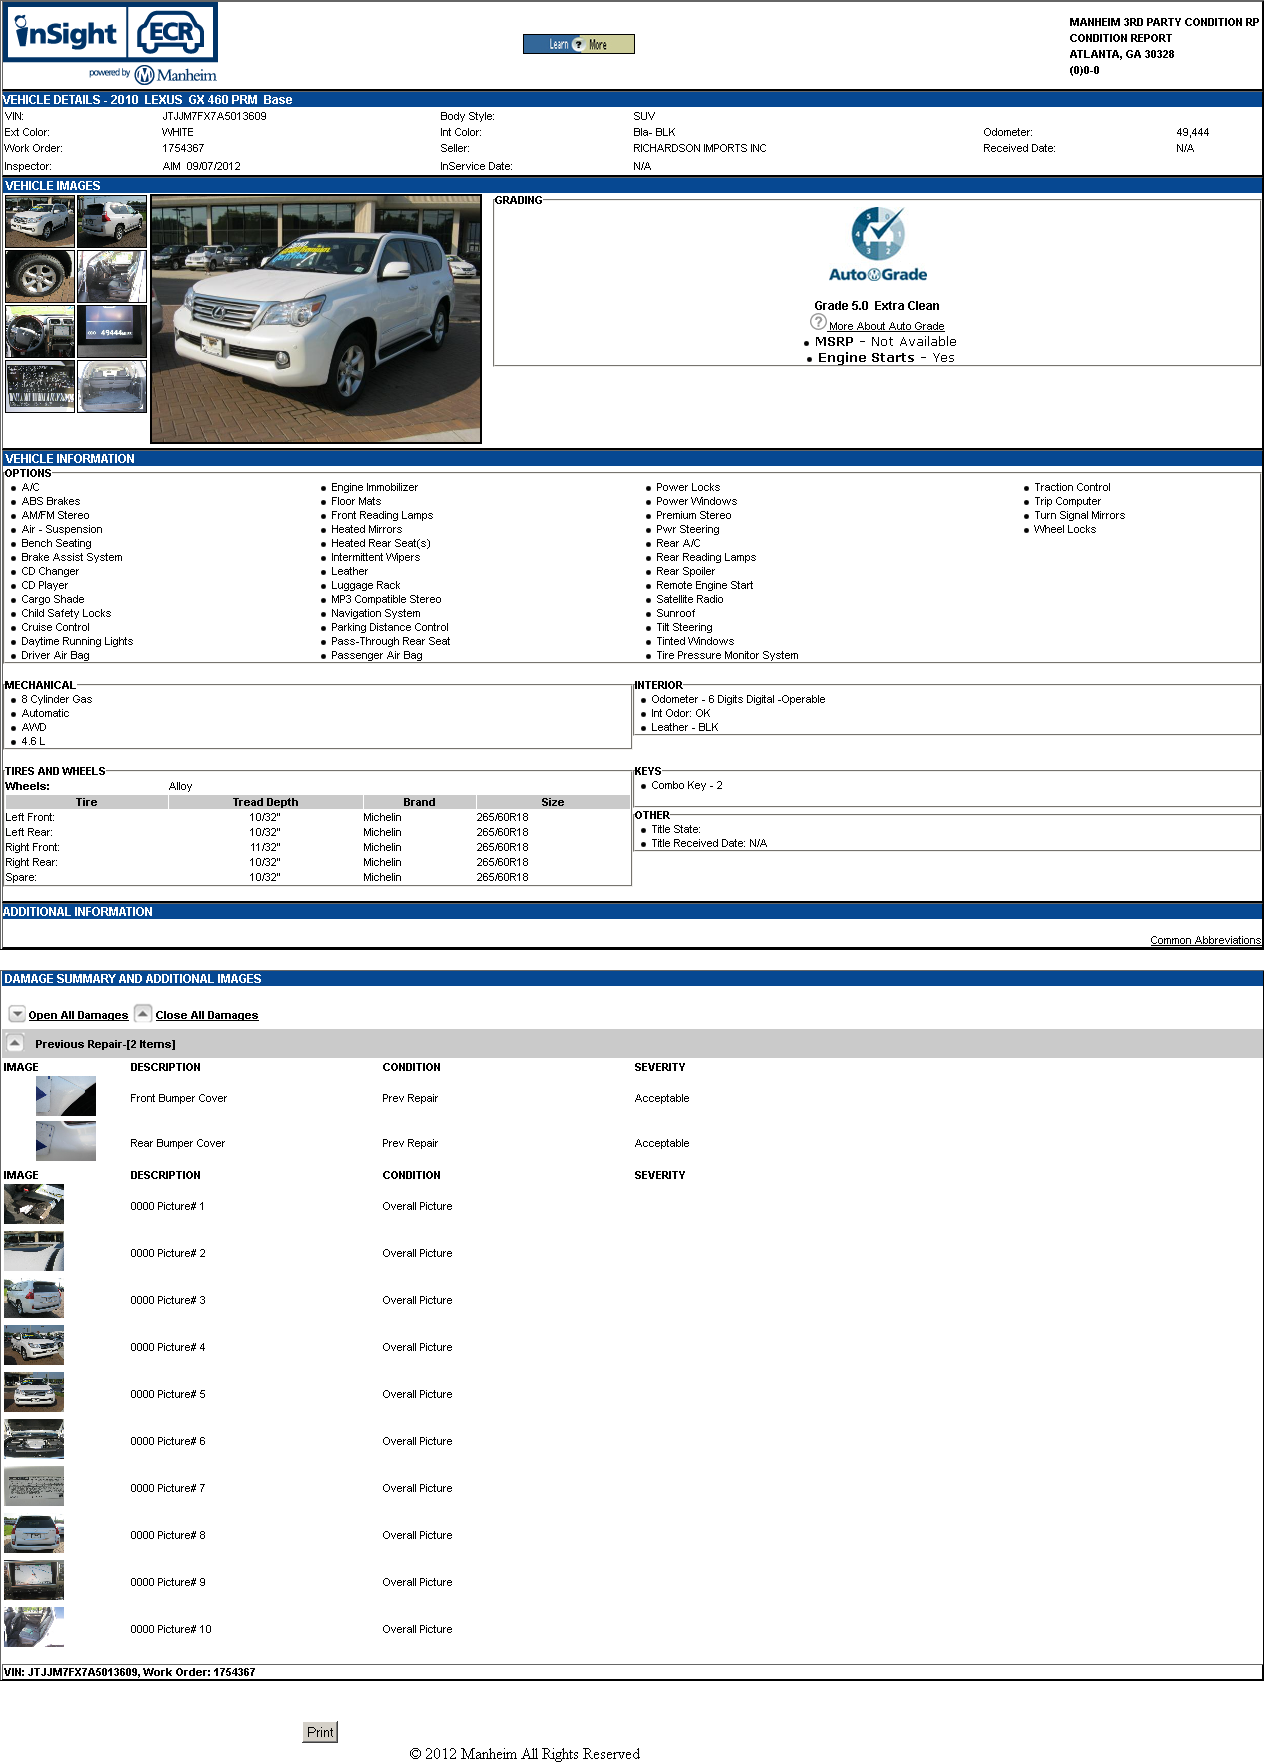 inSight ECR
powered by Manheim
Learn ? More
MANHEIM 3RD PARTY CONDITION RP
CONDITION REPORT
ATLANTA, GA 30328
(0)0-0
VEHICLE DETAILS - 2010 LEXUS GX 460 PRM Base
VIN: JTJJM7FX7A5013609 Body Style: SUV
Ext Color: WHITE Int Color: Bla- BLK Odometer: 49,444
Work Order: 1754367 Seller: RICHARDSON IMPORTS INC Received Date: N/A
Inspector: AIM 09/07/2012 InService Date: N/A
VEHICLE IMAGES
49444
GRADING
5 0 4 1 3 2
AutoGrade
Grade 5.0 Extra Clean
? More About Auto Grade
• MSRP - Not Available
• Engine Starts - Yes
VEHICLE INFORMATION
OPTIONS
• A/C
• ABS Brakes
• AM/FM Stereo
• Air - Suspension
• Bench Seating
• Brake Assist System
• CD Changer
• CD Player
• Cargo Shade
• Child Safety Locks
• Cruise Control
• Daytime Running Lights
• Driver Air Bag
• Engine Immobilizer
• Floor Mats
• Front Reading Lamps
• Heated Mirrors
• Heated Rear Seat(s)
• Intermittent Wipers
• Leather
• Luggage Rack
• MP3 Compatible Stereo
• Navigation System
• Parking Distance Control
• Pass-Through Rear Seat
• Passenger Air Bag
• Power Locks
• Power Windows
• Premium Stereo
• Pwr Steering
• Rear A/C
• Rear Reading Lamps
• Rear Spoiler
• Remote Engine Start
• Satellite Radio
• Sunroof
• Tilt Steering
• Tinted Windows
• Tire Pressure Monitor System
• Traction Control
• Trip Computer
• Turn Signal Mirrors
• Wheel Locks
MECHANICAL
• 8 Cylinder Gas
• Automatic
• AWD
• 4.6 L
INTERIOR
• Odometer - 6 Digits Digital -Operable
• Int Odor: OK
• Leather - BLK
TIRES AND WHEELS
Wheels: Alloy
Tire Tread Depth Brand Size
Left Front: 10/32" Michelin 265/60R18
Left Rear: 10/32" Michelin 265/60R18
Right Front: 11/32" Michelin 265/60R18
Right Rear: 10/32" Michelin 265/60R18
Spare: 10/32" Michelin 265/60R18
KEYS
• Combo Key - 2
OTHER
• Title State:
• Title Received Date: N/A
ADDITIONAL INFORMATION
Common Abbreviations
DAMAGE SUMMARY AND ADDITIONAL IMAGES
Open All Damages Close All Damages
Previous Repair-[2 Items]
IMAGE DESCRIPTION CONDITION SEVERITY
Front Bumper Cover Prev Repair Acceptable
Rear Bumper Cover Prev Repair Acceptable
IMAGE DESCRIPTION CONDITION SEVERITY
0000 Picture# 1 Overall Picture
0000 Picture# 2 Overall Picture
0000 Picture# 3 Overall Picture
0000 Picture# 4 Overall Picture
0000 Picture# 5 Overall Picture
0000 Picture# 6 Overall Picture
0000 Picture# 7 Overall Picture
0000 Picture# 8 Overall Picture
0000 Picture# 9 Overall Picture
0000 Picture# 10 Overall Picture
VIN: JTJJM7FX7A5013609, Work Order: 1754367
Print
© 2012 Manheim All Rights Reserved